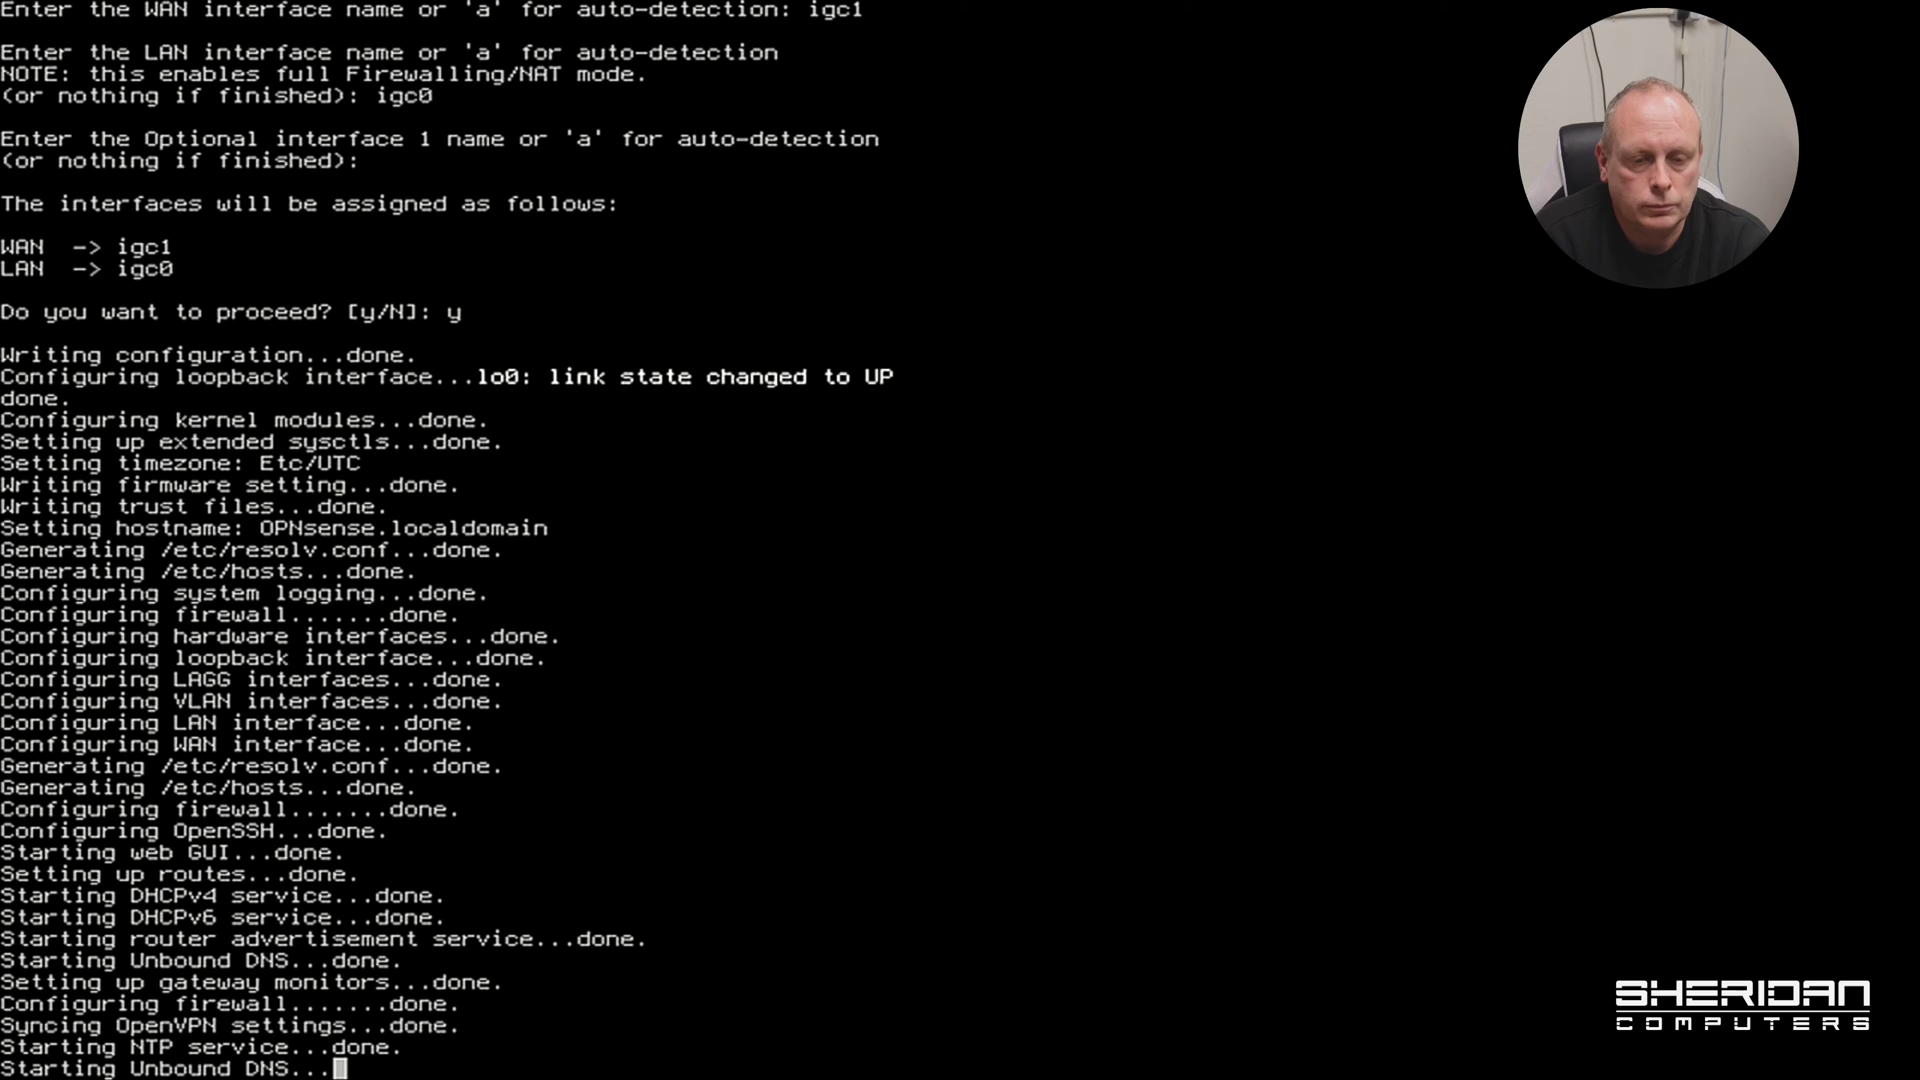 Enter the WAN interface name or 'a' for auto-detection: igc1
Enter the LAN interface name or 'a' for auto-detection
NOTE: this enables full Firewalling/NAT mode.
(or nothing if finished): igc0
Enter the Optional interface 1 name or 'a' for auto-detection
(or nothing if finished):
The interfaces will be assigned as follows:
WAN  -> igc1
LAN  -> igc0
Do you want to proceed? [y/N]: y
Writing configuration...done.
Configuring loopback interface...lo0: link state changed to UP
done.
Configuring kernel modules...done.
Setting up extended sysctls...done.
Setting timezone: Etc/UTC
Writing firmware setting...done.
Writing trust files...done.
Setting hostname: OPNsense.localdomain
Generating /etc/resolv.conf...done.
Generating /etc/hosts...done.
Configuring system logging...done.
Configuring firewall.......done.
Configuring hardware interfaces...done.
Configuring loopback interface...done.
Configuring LAGG interfaces...done.
Configuring VLAN interfaces...done.
Configuring LAN interface...done.
Configuring WAN interface...done.
Generating /etc/resolv.conf...done.
Generating /etc/hosts...done.
Configuring firewall.......done.
Configuring OpenSSH...done.
Starting web GUI...done.
Setting up routes...done.
Starting DHCPv4 service...done.
Starting DHCPv6 service...done.
Starting router advertisement service...done.
Starting Unbound DNS...done.
Setting up gateway monitors...done.
Configuring firewall.......done.
Syncing OpenVPN settings...done.
Starting NTP service...done.
Starting Unbound DNS...
SHERIDAN
COMPUTERS